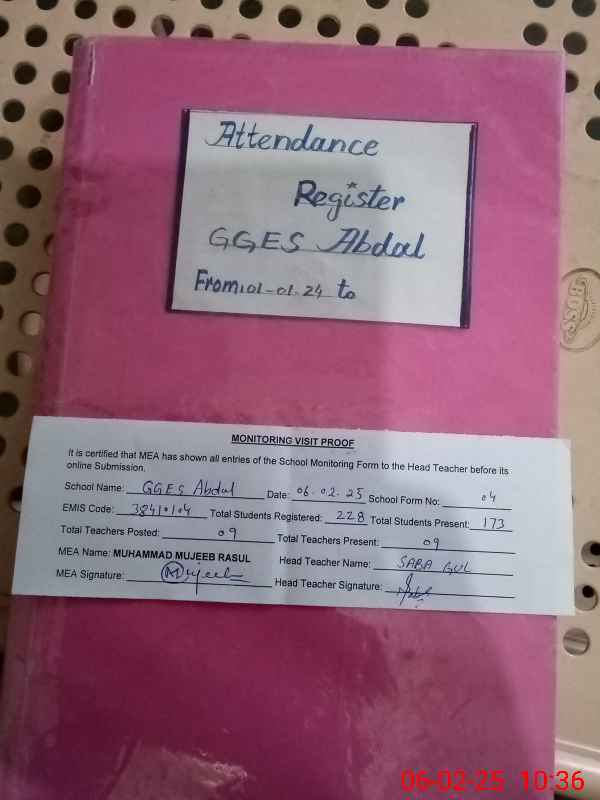 Attendance
Register
GGES Abdal
From:01-01-24 to
BOSS
MONITORING VISIT PROOF
It is certified that MEA has shown all entries of the School Monitoring Form to the Head Teacher before its
online Submission.
School Name: GGES Abdal Date: 06.02.25 School Form No: 04
EMIS Code: 38410104 Total Students Registered: 228 Total Students Present: 173
Total Teachers Posted: 09 Total Teachers Present: 09
MEA Name: MUHAMMAD MUJEEB RASUL Head Teacher Name: SABA GUL
MEA Signature: Mujeeb Head Teacher Signature:
06-02-25 10:36